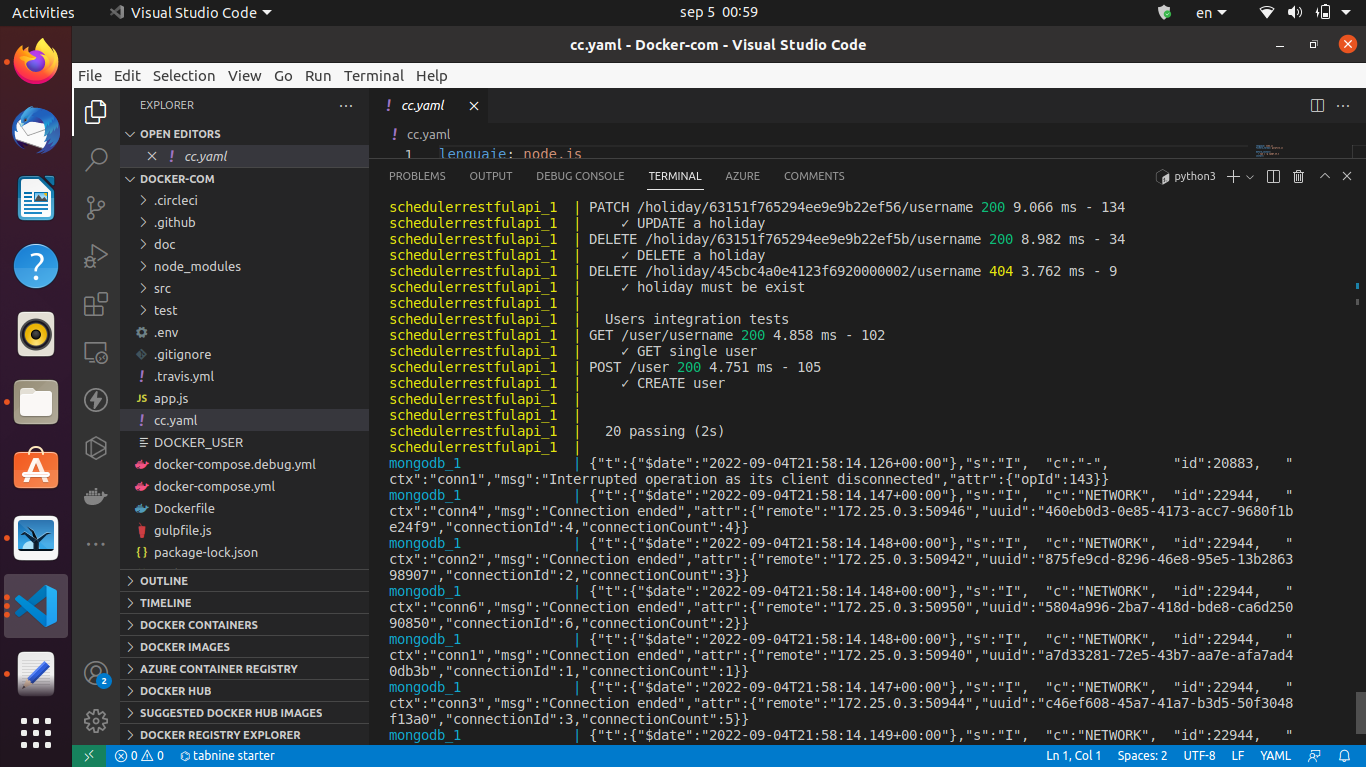 Activities
Visual Studio Code
sep 5 00:59
en
cc.yaml - Docker-com - Visual Studio Code
File Edit Selection View Go Run Terminal Help
EXPLORER
OPEN EDITORS
cc.yaml
DOCKER-COM
.circleci
.github
doc
node_modules
src
test
.env
.gitignore
.travis.yml
JS app.js
cc.yaml
DOCKER_USER
docker-compose.debug.yml
docker-compose.yml
Dockerfile
gulpfile.js
{} package-lock.json
OUTLINE
TIMELINE
DOCKER CONTAINERS
DOCKER IMAGES
AZURE CONTAINER REGISTRY
DOCKER HUB
SUGGESTED DOCKER HUB IMAGES
DOCKER REGISTRY EXPLORER
2
! cc.yaml
! cc.yaml
1 lenguaje: node.js
PROBLEMS OUTPUT DEBUG CONSOLE TERMINAL AZURE COMMENTS
python3
schedulerrestfulapi_1 | PATCH /holiday/63151f765294ee9e9b22ef56/username 200 9.066 ms - 134
schedulerrestfulapi_1 | ✓ UPDATE a holiday
schedulerrestfulapi_1 | DELETE /holiday/63151f765294ee9e9b22ef5b/username 200 8.982 ms - 34
schedulerrestfulapi_1 | ✓ DELETE a holiday
schedulerrestfulapi_1 | DELETE /holiday/45cbc4a0e4123f6920000002/username 404 3.762 ms - 9
schedulerrestfulapi_1 | ✓ holiday must be exist
schedulerrestfulapi_1 |
schedulerrestfulapi_1 | Users integration tests
schedulerrestfulapi_1 | GET /user/username 200 4.858 ms - 102
schedulerrestfulapi_1 | ✓ GET single user
schedulerrestfulapi_1 | POST /user 200 4.751 ms - 105
schedulerrestfulapi_1 | ✓ CREATE user
schedulerrestfulapi_1 |
schedulerrestfulapi_1 |
schedulerrestfulapi_1 | 20 passing (2s)
schedulerrestfulapi_1 |
mongodb_1 | {"t":{"$date":"2022-09-04T21:58:14.126+00:00"},"s":"I", "c":"-", "id":20883, "
ctx":"conn1","msg":"Interrupted operation as its client disconnected","attr":{"opId":143}}
mongodb_1 | {"t":{"$date":"2022-09-04T21:58:14.147+00:00"},"s":"I", "c":"NETWORK", "id":22944, "
ctx":"conn4","msg":"Connection ended","attr":{"remote":"172.25.0.3:50946","uuid":"460eb0d3-0e85-4173-acc7-9680f1b
e24f9","connectionId":4,"connectionCount":4}}
mongodb_1 | {"t":{"$date":"2022-09-04T21:58:14.148+00:00"},"s":"I", "c":"NETWORK", "id":22944, "
ctx":"conn2","msg":"Connection ended","attr":{"remote":"172.25.0.3:50942","uuid":"875fe9cd-8296-46e8-95e5-13b2863
98907","connectionId":2,"connectionCount":3}}
mongodb_1 | {"t":{"$date":"2022-09-04T21:58:14.148+00:00"},"s":"I", "c":"NETWORK", "id":22944, "
ctx":"conn6","msg":"Connection ended","attr":{"remote":"172.25.0.3:50950","uuid":"5804a996-2ba7-418d-bde8-ca6d250
90850","connectionId":6,"connectionCount":2}}
mongodb_1 | {"t":{"$date":"2022-09-04T21:58:14.148+00:00"},"s":"I", "c":"NETWORK", "id":22944, "
ctx":"conn1","msg":"Connection ended","attr":{"remote":"172.25.0.3:50940","uuid":"a7d33281-72e5-43b7-aa7e-afa7ad4
0db3b","connectionId":1,"connectionCount":1}}
mongodb_1 | {"t":{"$date":"2022-09-04T21:58:14.147+00:00"},"s":"I", "c":"NETWORK", "id":22944, "
ctx":"conn3","msg":"Connection ended","attr":{"remote":"172.25.0.3:50944","uuid":"c46ef608-45a7-41a7-b3d5-50f3048
f13a0","connectionId":3,"connectionCount":5}}
mongodb_1 | {"t":{"$date":"2022-09-04T21:58:14.149+00:00"},"s":"I", "c":"NETWORK", "id":22944, "
0 0 tabnine starter
Ln 1, Col 1 Spaces: 2 UTF-8 LF YAML